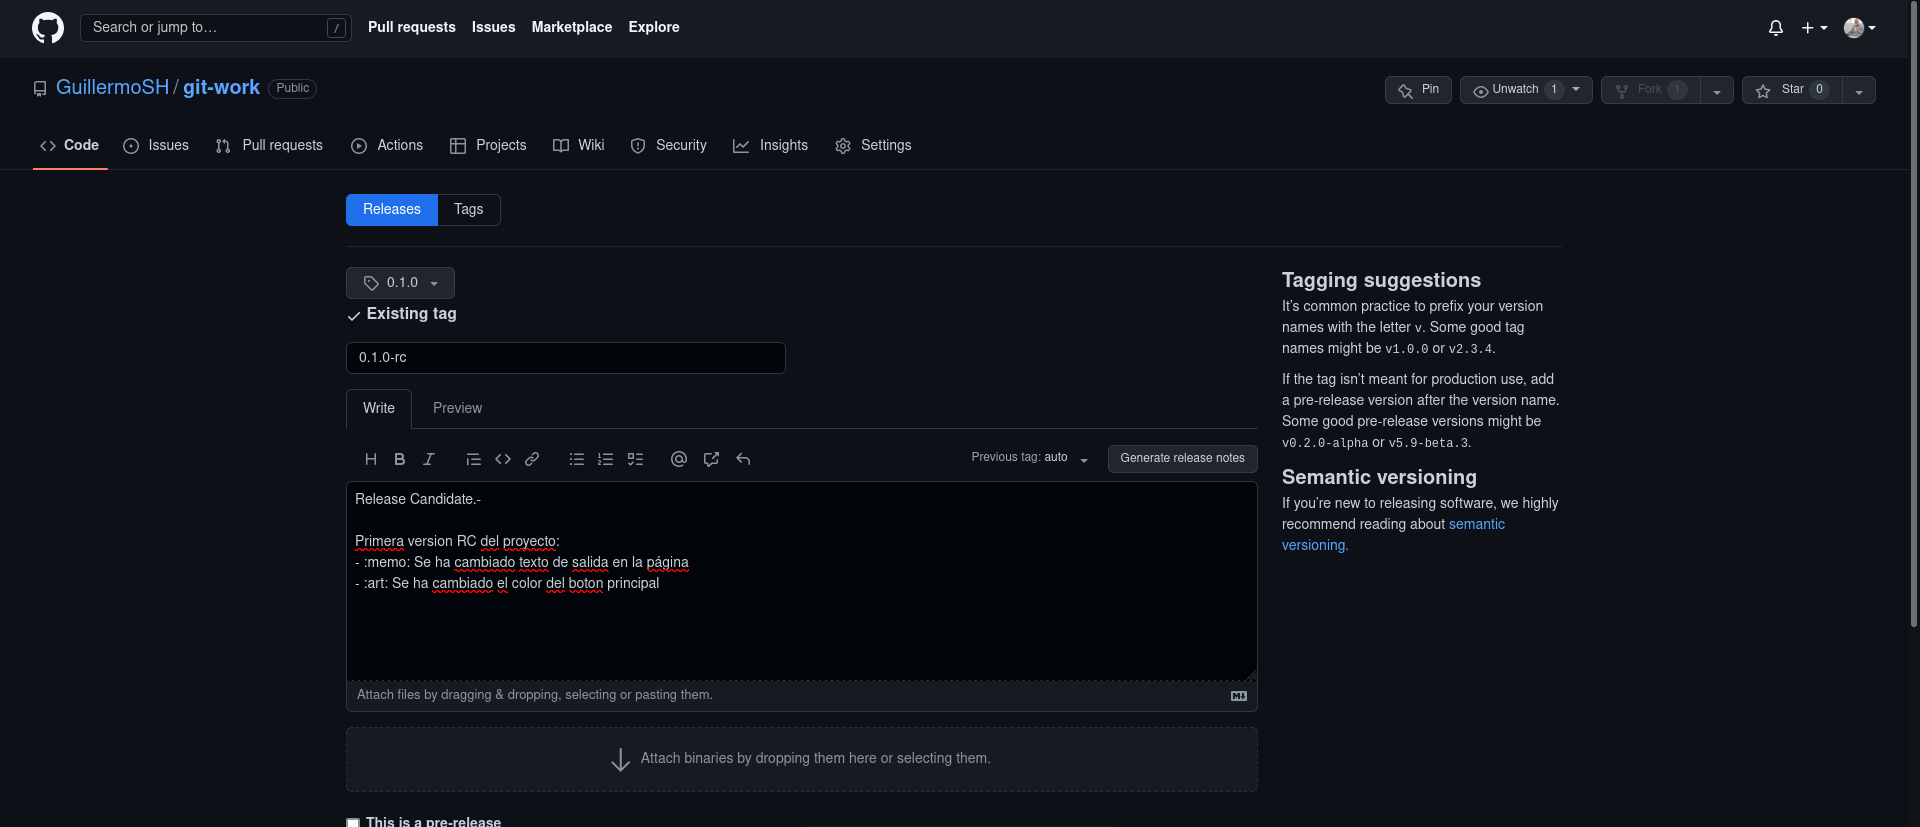 Search or jump to…
/
Pull requests Issues Marketplace Explore
GuillermoSH / git-work Public
Pin
Unwatch 1
Fork 1
Star 0
Code Issues Pull requests Actions Projects Wiki Security Insights Settings
Releases Tags
0.1.0
Existing tag
0.1.0-rc
Write Preview
H B I
Previous tag: auto
Generate release notes
Release Candidate.-
Primera version RC del proyecto:
- :memo: Se ha cambiado texto de salida en la página
- :art: Se ha cambiado el color del boton principal
Attach files by dragging & dropping, selecting or pasting them.
Attach binaries by dropping them here or selecting them.
This is a pre-release
Tagging suggestions
It's common practice to prefix your version
names with the letter v. Some good tag
names might be v1.0.0 or v2.3.4.
If the tag isn't meant for production use, add
a pre-release version after the version name.
Some good pre-release versions might be
v0.2.0-alpha or v5.9-beta.3.
Semantic versioning
If you're new to releasing software, we highly
recommend reading about semantic
versioning.